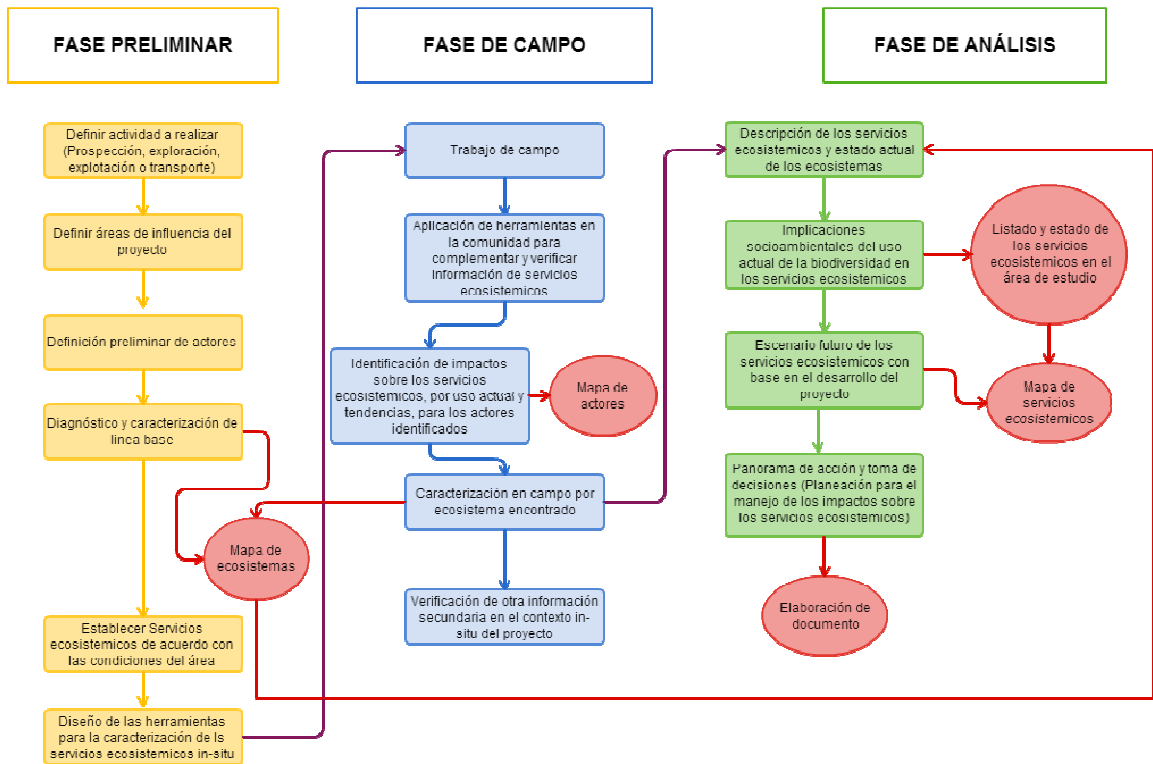 FASE PRELIMINAR
FASE DE CAMPO
FASE DE ANÁLISIS
Definir actividad a realizar
(Prospección, exploración,
explotación o transporte)
Definir áreas de influencia del
proyecto
Definición preliminar de actores
Diagnóstico y caracterización de
linea base
Mapa de
ecosistemas
Establecer Servicios
ecosistemicos de acuerdo con
las condiciones del área
Diseño de las herramientas
para la caracterización de ls
servicios ecosistemicos in-situ
Trabajo de campo
Aplicación de herramientas en
la comunidad para
complementar y verificar
información de servicios
ecosistemicos
Identificación de impactos
sobre los servicios
ecosistemicos, por uso actual y
tendencias, para los actores
identificados
Mapa de
actores
Caracterización en campo por
ecosistema encontrado
Verificación de otra información
secundaria en el contexto in-
situ del proyecto
Descripción de los servicios
ecosistemicos y estado actual
de los ecosistemas
Implicaciones
socioambientales del uso
actual de la biodiversidad en
los servicios ecosistemicos
Listado y estado de
los servicios
ecosistemicos en el
área de estudio
Escenario futuro de los
servicios ecosistemicos con
base en el desarrollo del
proyecto
Mapa de
servicios
ecosistemicos
Panorama de acción y toma de
decisiones (Planeación para el
manejo de los impactos sobre
los servicios ecosistemicos)
Elaboración de
documento